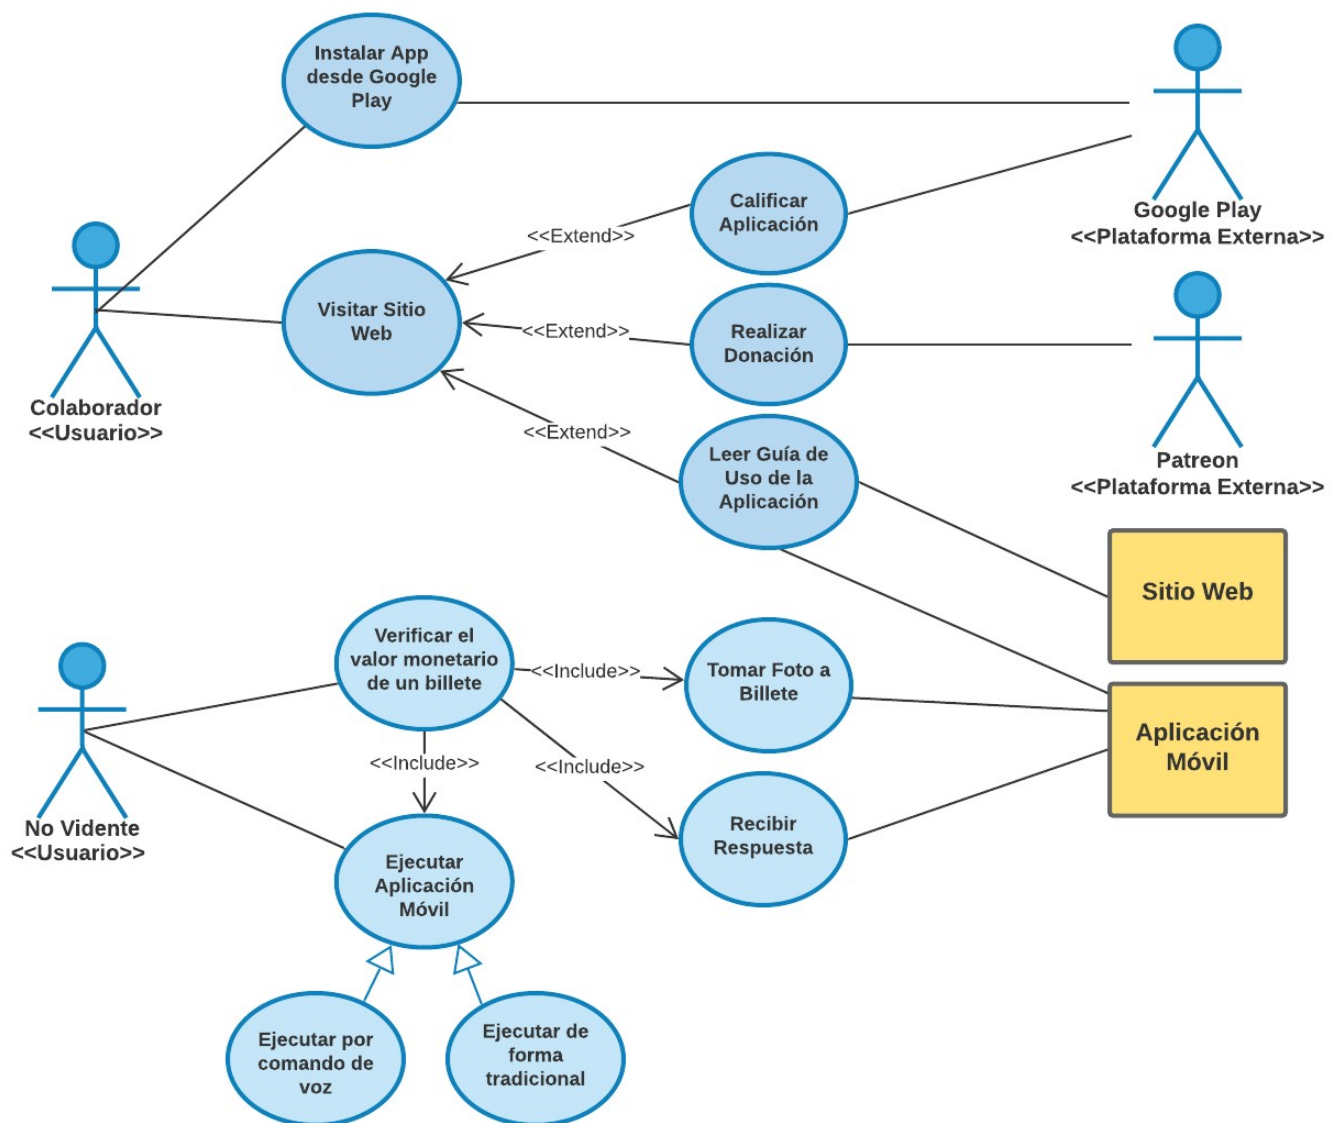 Instalar App
desde Google
Play
Google Play
<<Plataforma Externa>>
Calificar
Aplicación
<<Extend>>
Visitar Sitio
Web
<<Extend>>
Realizar
Donación
Colaborador
<<Usuario>>
<<Extend>>
Leer Guía de
Uso de la
Aplicación
Patreon
<<Plataforma Externa>>
Sitio Web
Verificar el
valor monetario
de un billete
<<Include>>
Tomar Foto a
Billete
Aplicación
Móvil
<<Include>>
<<Include>>
No Vidente
<<Usuario>>
Recibir
Respuesta
Ejecutar
Aplicación
Móvil
Ejecutar por
comando de
voz
Ejecutar de
forma
tradicional